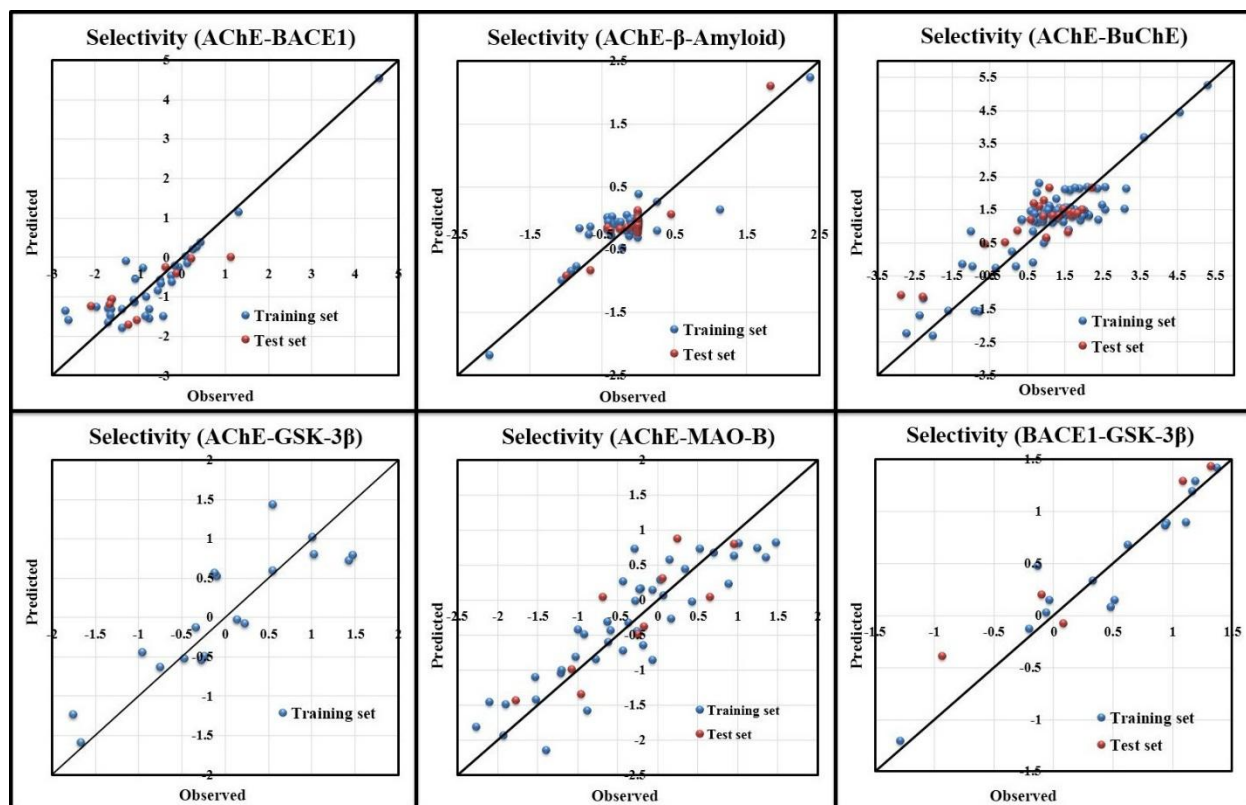 Selectivity (AChE-BACE1)
5
4
3
2
1
0
-1
-2
-3
-3 -2 -1 0 1 2 3 4 5
Predicted
Training set
Test set
Observed
Selectivity (AChE-β-Amyloid)
2.5
1.5
0.5
-0.5
-1.5
-2.5
-2.5 -1.5 -0.5 0.5 1.5 2.5
Predicted
Training set
Test set
Observed
Selectivity (AChE-BuChE)
5.5
4.5
3.5
2.5
1.5
0.5
-0.5
-1.5
-2.5
-3.5
-3.5 -2.5 -1.5 -0.5 0.5 1.5 2.5 3.5 4.5 5.5
Predicted
Training set
Test set
Observed
Selectivity (AChE-GSK-3β)
2
1.5
1
0.5
0
-0.5
-1
-1.5
-2
-2 -1.5 -1 -0.5 0 0.5 1 1.5 2
Predicted
Training set
Observed
Selectivity (AChE-MAO-B)
2
1.5
1
0.5
0
-0.5
-1
-1.5
-2
-2.5
-2.5 -2 -1.5 -1 -0.5 0 0.5 1 1.5 2
Predicted
Training set
Test set
Observed
Selectivity (BACE1-GSK-3β)
1.5
1
0.5
0
-0.5
-1
-1.5
-1.5 -1 -0.5 0 0.5 1 1.5
Predicted
Training set
Test set
Observed